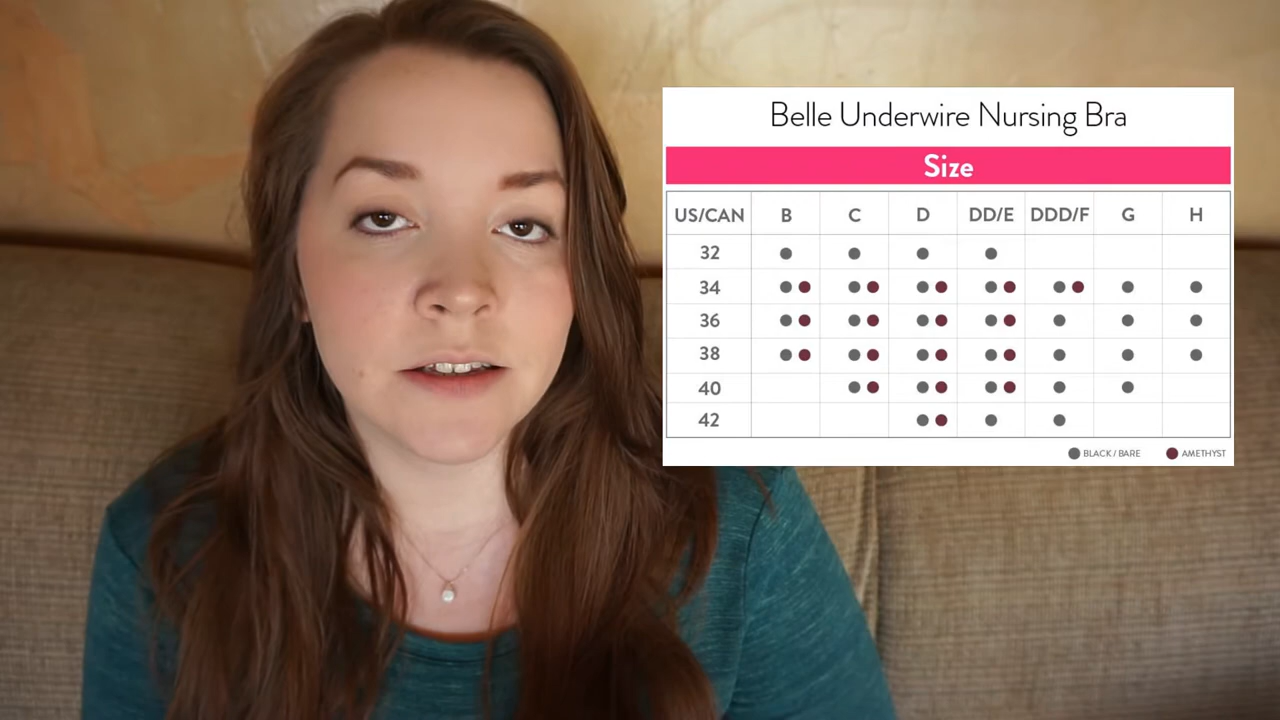 Belle Underwire Nursing Bra
Size
US/CAN B C D DD/E DDD/F G H
32
34
36
38
40
42
BLACK / BARE AMETHYST